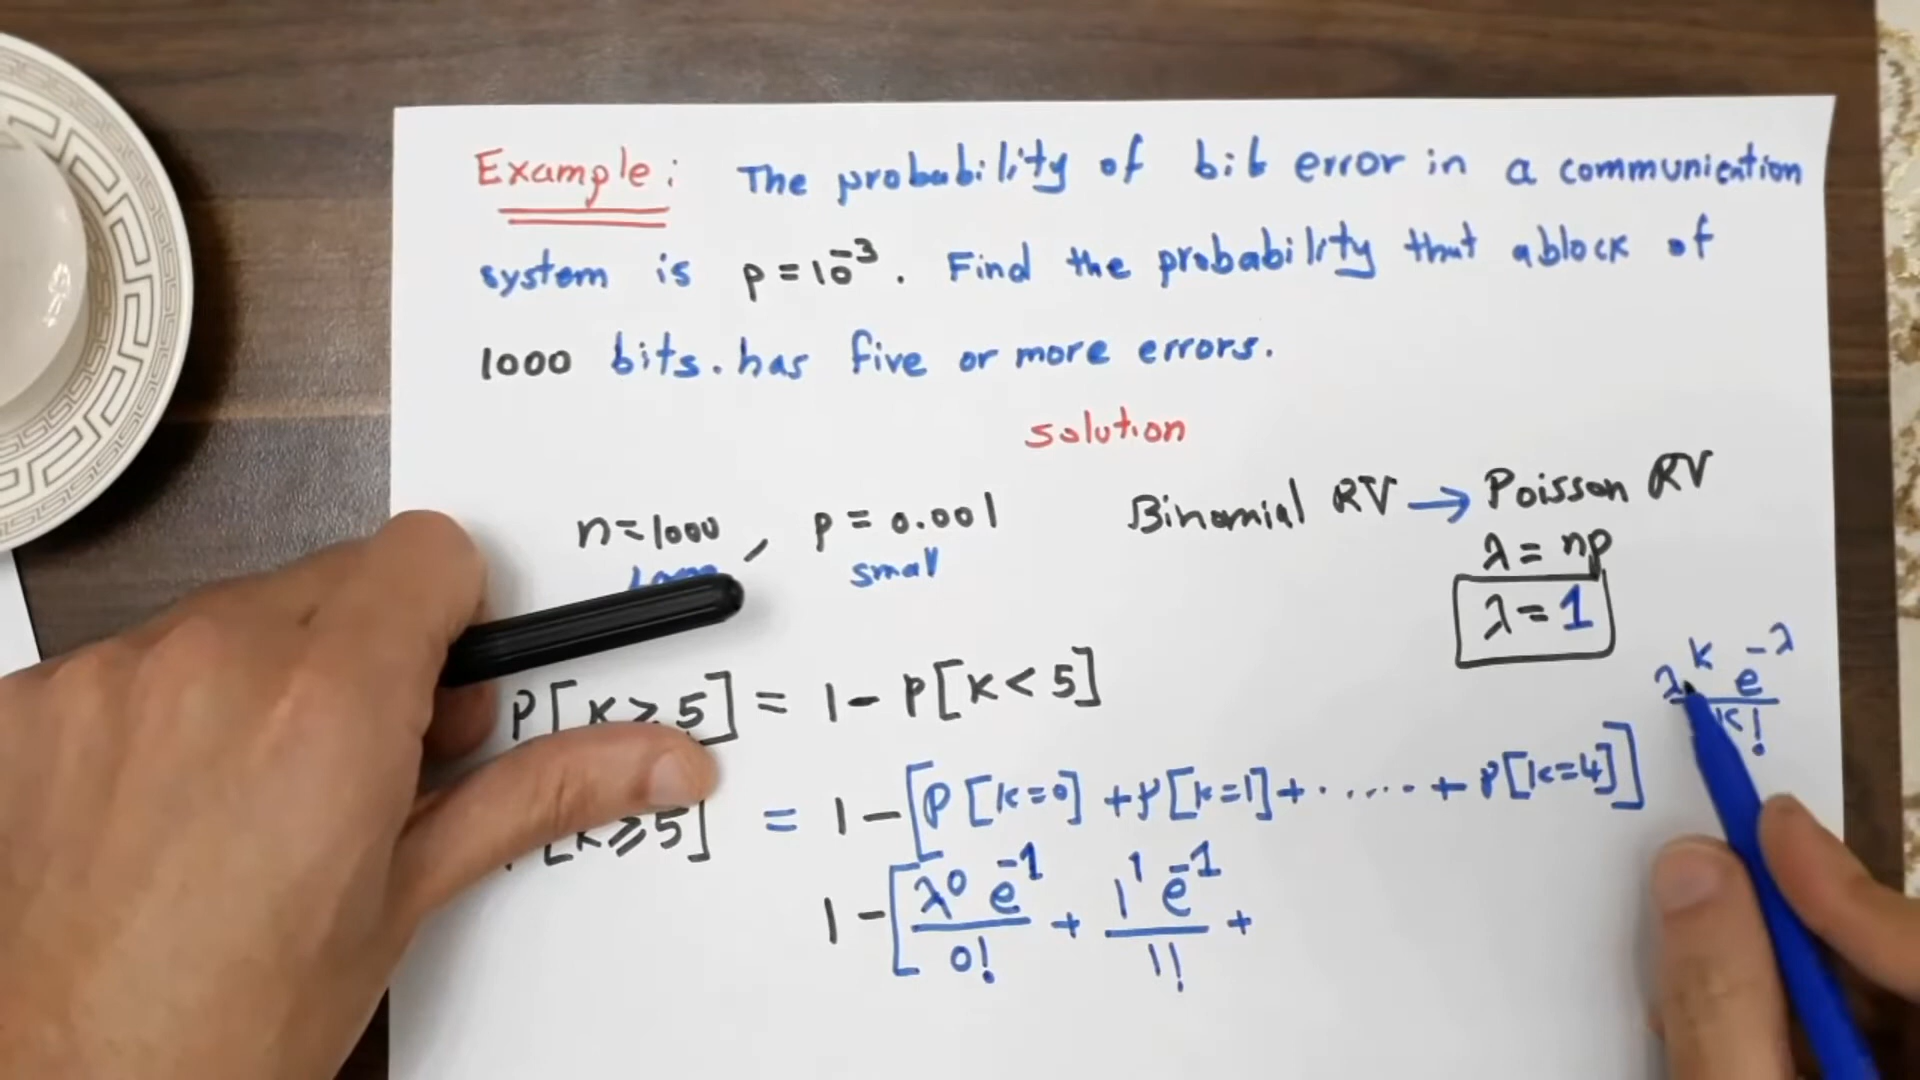 Example: The probability of bit error in a communication
system is p = 10⁻³. Find the probability that a block of
1000 bits. has five or more errors.
solution
n=1000, p = 0.001 Binomial RV → Poisson RV
small λ = np
λ = 1
λ^k e^-λ / k!
P[K ≥ 5] = 1 - P[K < 5]
[K ≥ 5] = 1 - [P[k=0] + P[k=1] + ..... + P[k=4]]
1 - [λ⁰ e⁻¹ / 0! + 1¹ e⁻¹ / 1! +